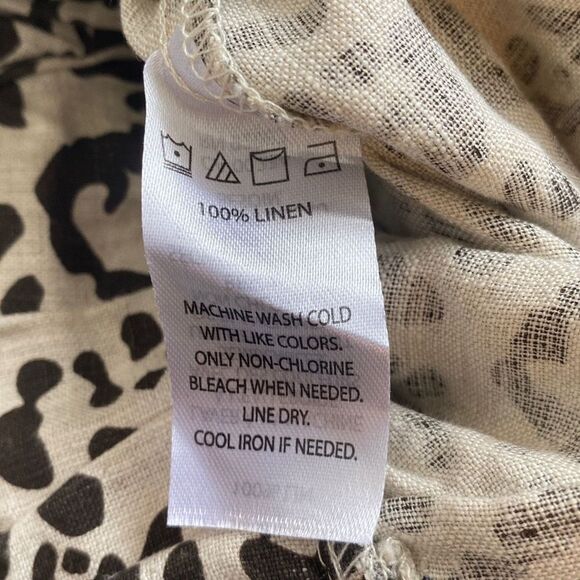 100% LINEN
MACHINE WASH COLD
WITH LIKE COLORS.
ONLY NON-CHLORINE
BLEACH WHEN NEEDED.
LINE DRY.
COOL IRON IF NEEDED.